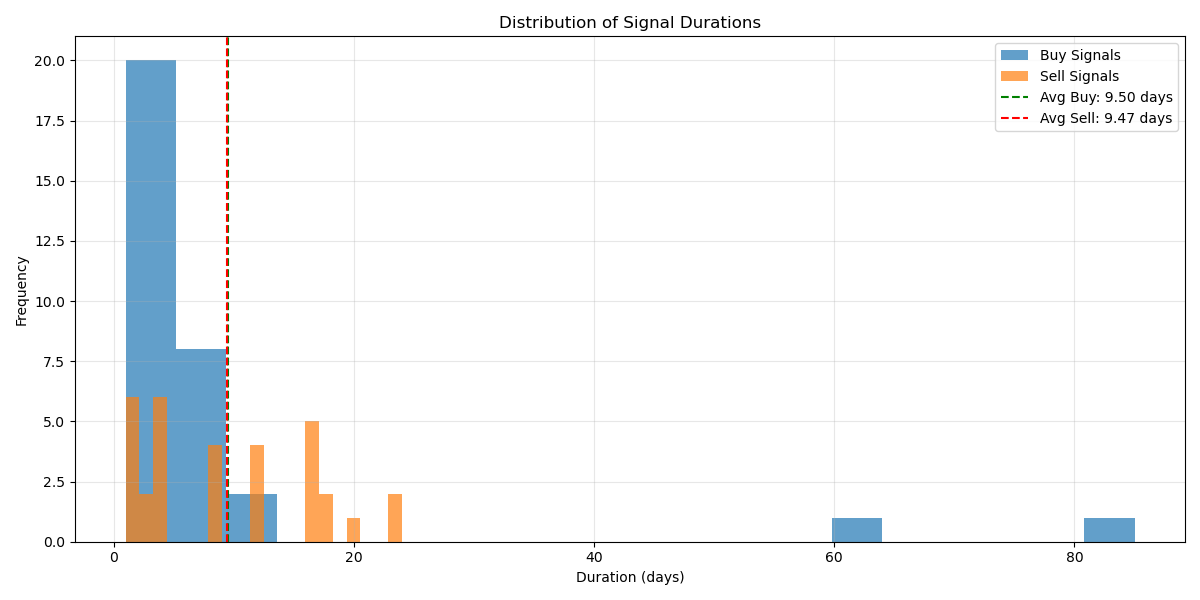 Distribution of Signal Durations
Buy Signals
Sell Signals
Avg Buy: 9.50 days
Avg Sell: 9.47 days
Frequency
20.0
17.5
15.0
12.5
10.0
7.5
5.0
2.5
0.0
0 20 40 60 80
Duration (days)